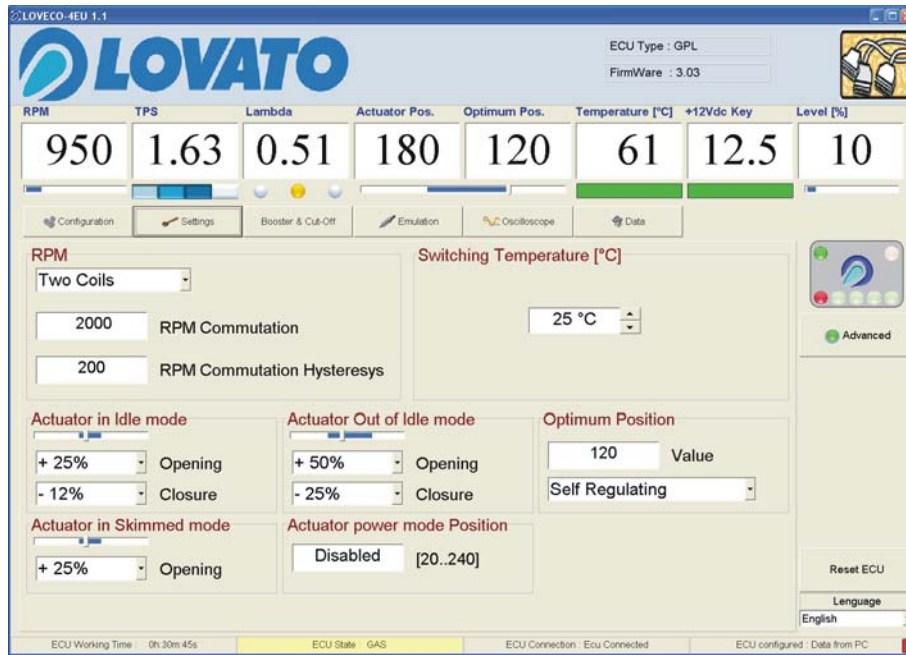 LOVECO-4EU 1.1
LOVATO
ECU Type : GPL
FirmWare : 3.03
RPM TPS Lambda Actuator Pos. Optimum Pos. Temperature [°C] +12Vdc Key Level [%]
950 1.63 0.51 180 120 61 12.5 10
Configuration Settings Booster & Cut-Off Emulation Oscilloscope Data
RPM
Two Coils
2000 RPM Commutation
200 RPM Commutation Hysteresys
Switching Temperature [°C]
25 °C
Advanced
Actuator in Idle mode
+ 25% Opening
- 12% Closure
Actuator Out of Idle mode
+ 50% Opening
- 25% Closure
Optimum Position
120 Value
Self Regulating
Actuator in Skimmed mode
+ 25% Opening
Actuator power mode Position
Disabled [20..240]
Reset ECU
Lenguage
English
ECU Working Time : 0h:30m:45s ECU State : GAS ECU Connection : Ecu Connected ECU configured : Data from PC